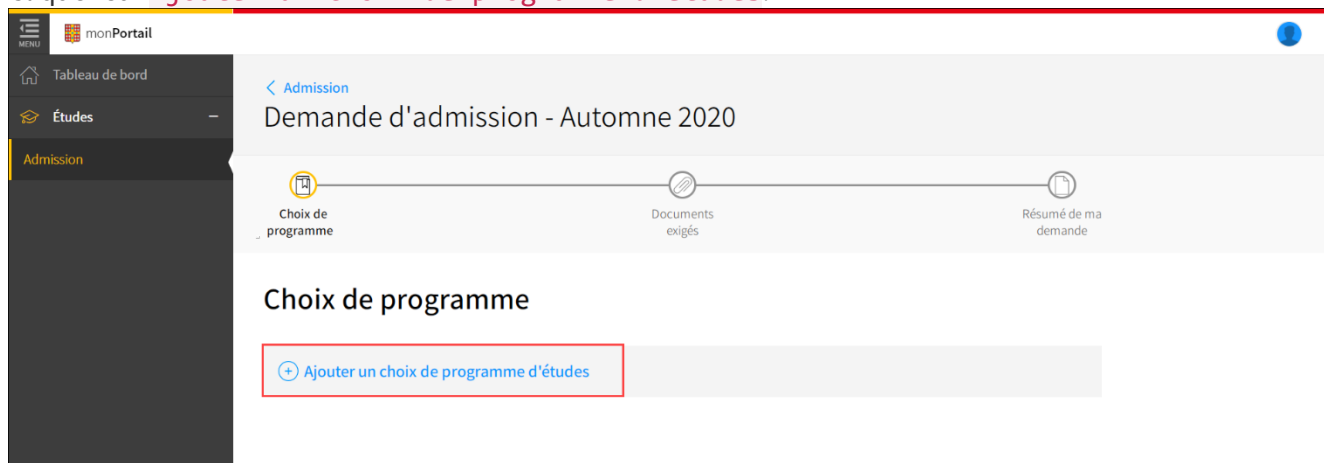 MENU
monPortail
Tableau de bord
Études
Admission
Admission
Demande d'admission - Automne 2020
Choix de
programme
Documents
exigés
Résumé de ma
demande
Choix de programme
Ajouter un choix de programme d'études